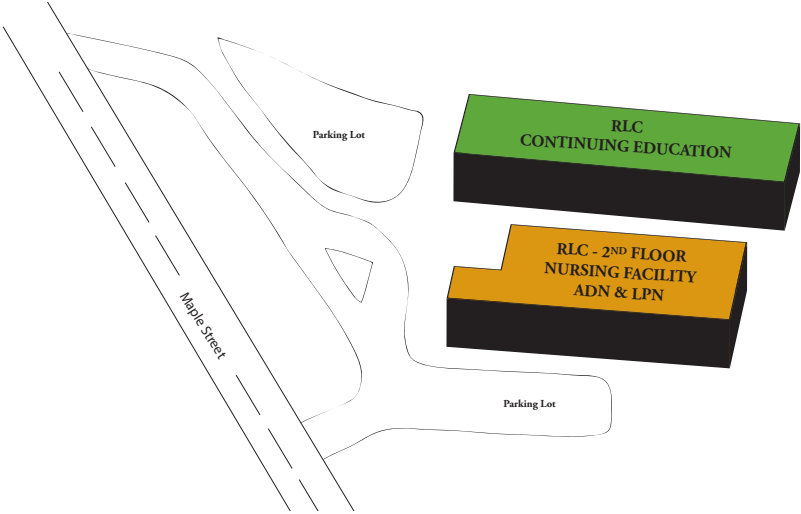 Parking Lot
RLC
CONTINUING EDUCATION
RLC - 2ND FLOOR
NURSING FACILITY
ADN & LPN
Maple Street
Parking Lot